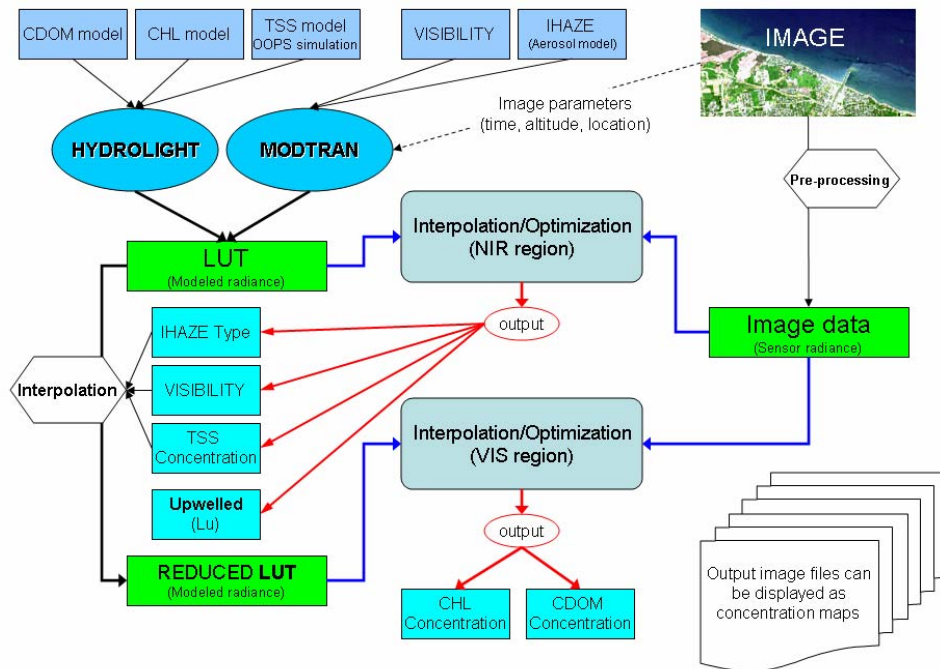 CDOM model
CHL model
TSS model
OOPS simulation
VISIBILITY
IHAZE
(Aerosol model)
IMAGE
Image parameters
(time, altitude, location)
HYDROLIGHT
MODTRAN
Pre-processing
Interpolation/Optimization
(NIR region)
LUT
(Modeled radiance)
output
Image data
(Sensor radiance)
IHAZE Type
Interpolation
VISIBILITY
TSS
Concentration
Interpolation/Optimization
(VIS region)
Upwelled
(Lu)
output
REDUCED LUT
(Modeled radiance)
CHL
Concentration
CDOM
Concentration
Output image files can
be displayed as
concentration maps